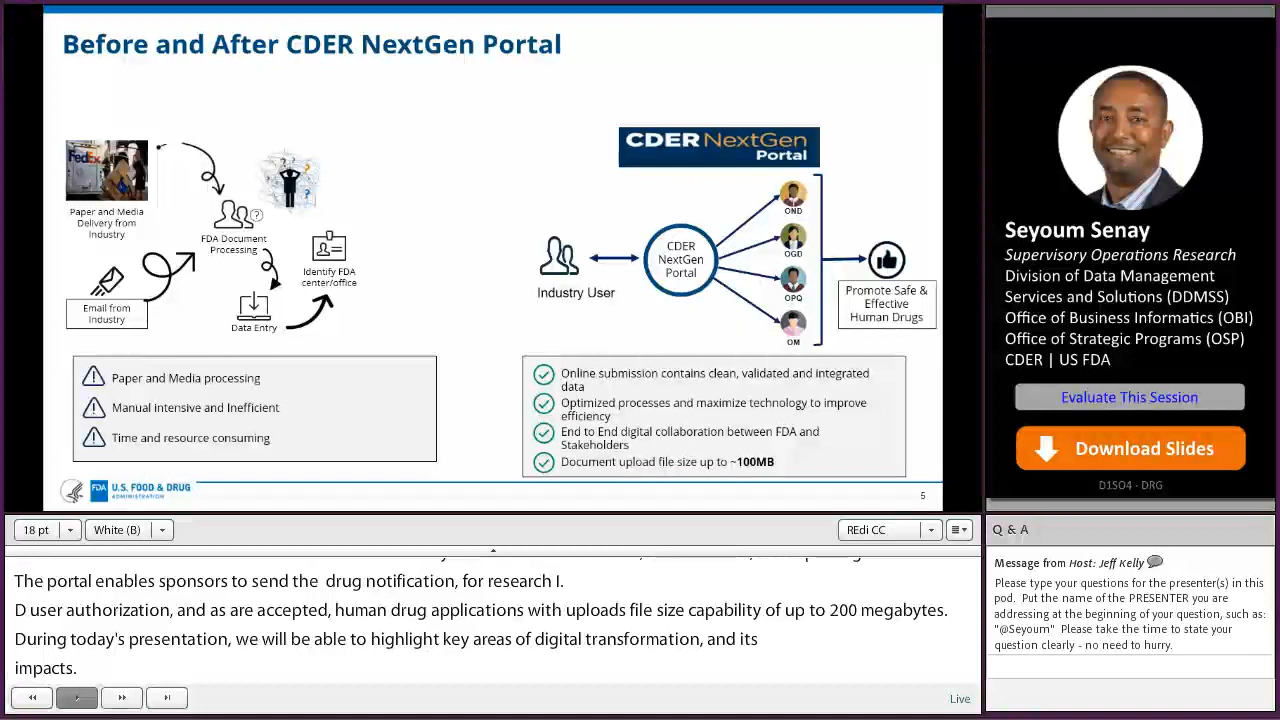 Before and After CDER NextGen Portal
FedEx
Paper and Media
Delivery from
Industry
FDA Document
Processing
Identify FDA
center/office
Email from
Industry
Data Entry
CDER NextGen
Portal
OND
OGD
OPQ
OM
CDER
NextGen
Portal
Industry User
Promote Safe &
Effective
Human Drugs
Paper and Media processing
Manual intensive and Inefficient
Time and resource consuming
Online submission contains clean, validated and integrated
data
Optimized processes and maximize technology to improve
efficiency
End to End digital collaboration between FDA and
Stakeholders
Document upload file size up to ~100MB
FDA
U.S. FOOD & DRUG
ADMINISTRATION
5
Seyoum Senay
Supervisory Operations Research
Division of Data Management
Services and Solutions (DDMSS)
Office of Business Informatics (OBI)
Office of Strategic Programs (OSP)
CDER | US FDA
Evaluate This Session
Download Slides
D1SO4 - DRG
18 pt
White (B)
REdi CC
The portal enables sponsors to send the drug notification, for research I.
D user authorization, and as are accepted, human drug applications with uploads file size capability of up to 200 megabytes.
During today's presentation, we will be able to highlight key areas of digital transformation, and its
impacts.
Live
Q & A
Message from Host: Jeff Kelly
Please type your questions for the presenter(s) in this
pod. Put the name of the PRESENTER you are
addressing at the beginning of your question, such as:
"@Seyoum" Please take the time to state your
question clearly - no need to hurry.